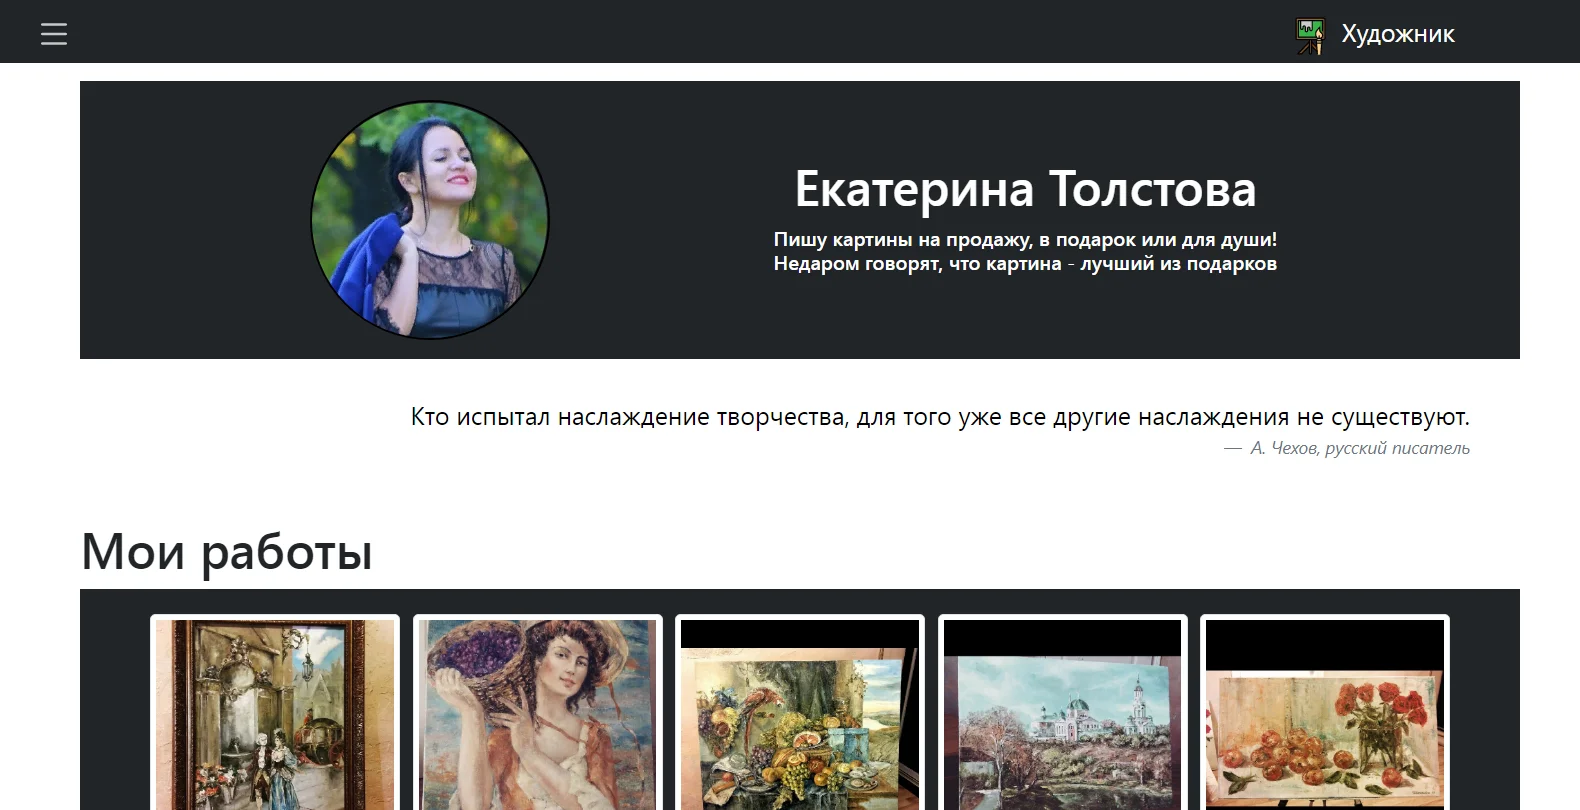 Художник
Екатерина Толстова
Пишу картины на продажу, в подарок или для души!
Недаром говорят, что картина - лучший из подарков
Кто испытал наслаждение творчества, для того уже все другие наслаждения не существуют.
— А. Чехов, русский писатель
Мои работы